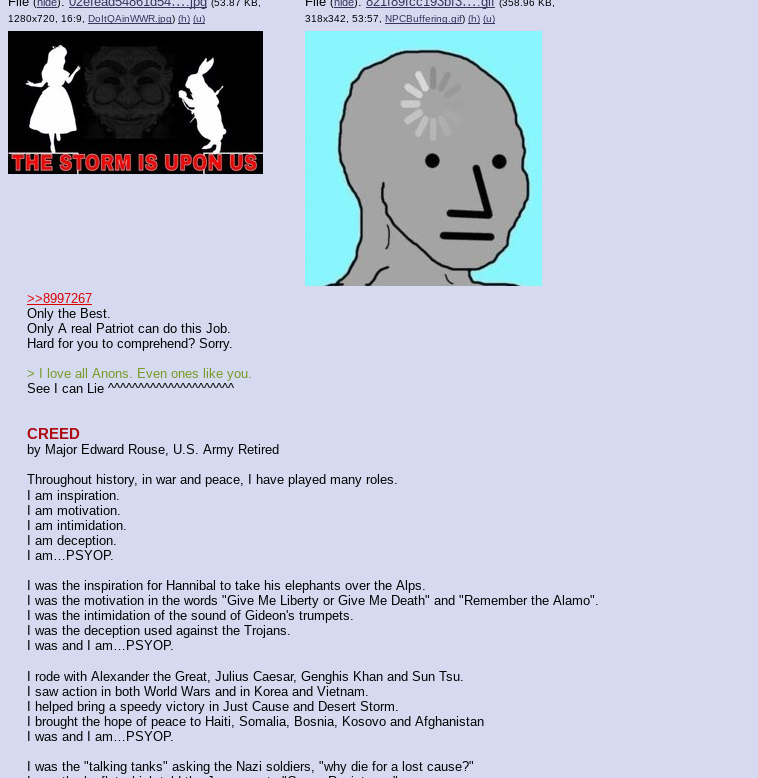 File (hide): 02efead54861d54….jpg (53.87 KB,
1280x720, 16:9, DoItQAinWWR.jpg) (h) (u)
File (hide): 821f89fcc193bf3….gif (358.96 KB,
318x342, 53:57, NPCBuffering.gif) (h) (u)
THE STORM IS UPON US
>>8997267
Only the Best.
Only A real Patriot can do this Job.
Hard for you to comprehend? Sorry.
> I love all Anons. Even ones like you.
See I can Lie ^^^^^^^^^^^^^^^^^^^^^
CREED
by Major Edward Rouse, U.S. Army Retired
Throughout history, in war and peace, I have played many roles.
I am inspiration.
I am motivation.
I am intimidation.
I am deception.
I am…PSYOP.
I was the inspiration for Hannibal to take his elephants over the Alps.
I was the motivation in the words "Give Me Liberty or Give Me Death" and "Remember the Alamo".
I was the intimidation of the sound of Gideon's trumpets.
I was the deception used against the Trojans.
I was and I am…PSYOP.
I rode with Alexander the Great, Julius Caesar, Genghis Khan and Sun Tsu.
I saw action in both World Wars and in Korea and Vietnam.
I helped bring a speedy victory in Just Cause and Desert Storm.
I brought the hope of peace to Haiti, Somalia, Bosnia, Kosovo and Afghanistan
I was and I am…PSYOP.
I was the "talking tanks" asking the Nazi soldiers, "why die for a lost cause?"